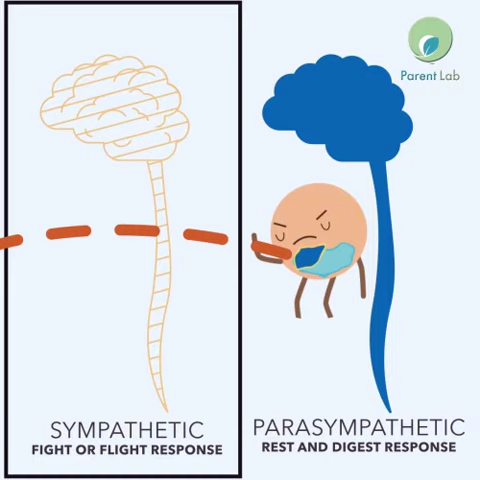 Parent Lab
SYMPATHETIC
FIGHT OR FLIGHT RESPONSE
PARASYMPATHETIC
REST AND DIGEST RESPONSE